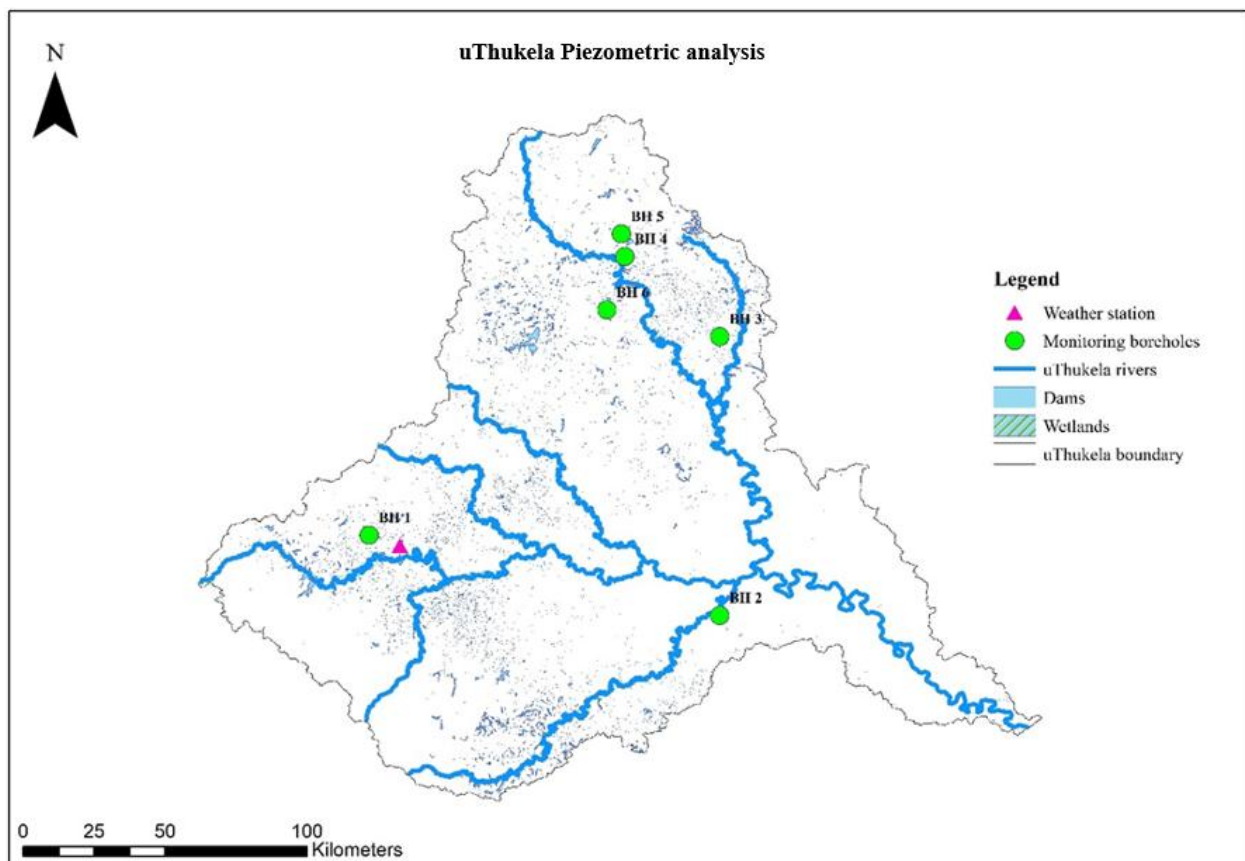 uThukela Piezometric analysis
N
BH 5
BH 4
BH 6
BH 3
BH 1
BH 2
Legend
Weather station
Monitoring boreholes
uThukela rivers
Dams
Wetlands
uThukela boundary
0 25 50 100
Kilometers